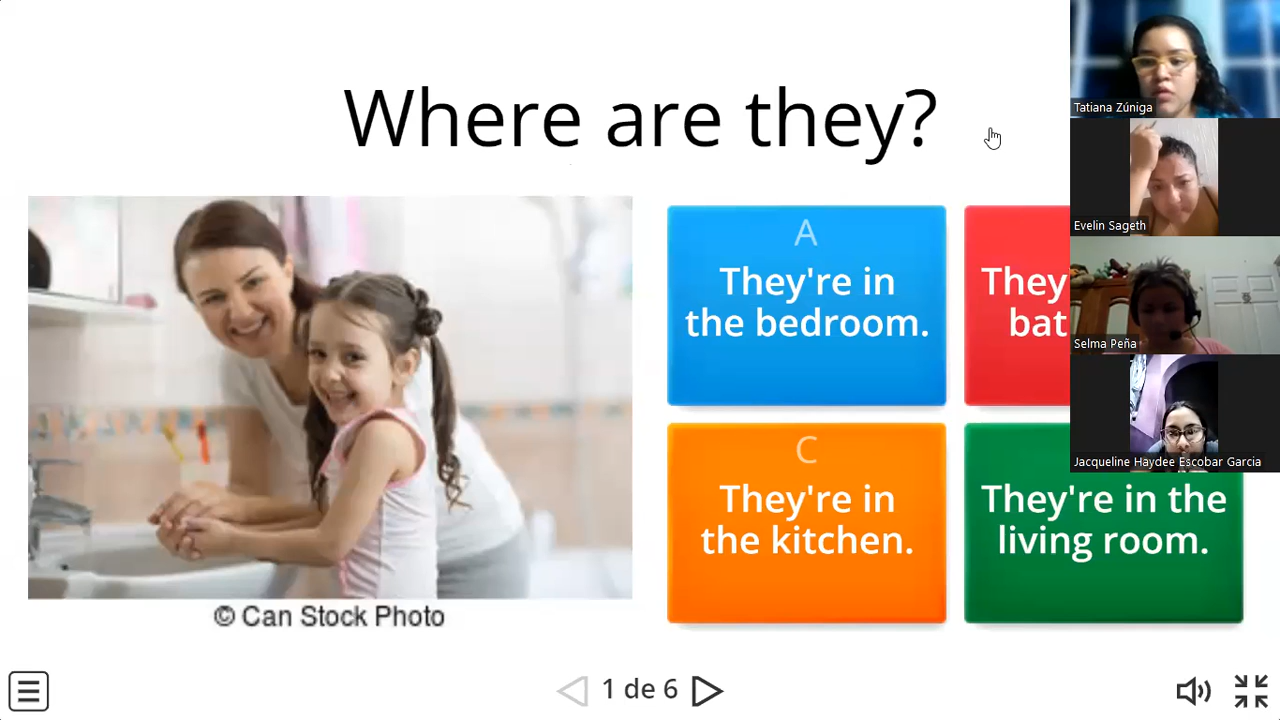 Where are they?
A
They're in
the bedroom.
They
bat
C
They're in
the kitchen.
They're in the
living room.
© Can Stock Photo
1 de 6
Tatiana Zúniga
Evelin Sageth
Selma Peña
Jacqueline Haydee Escobar Garcia